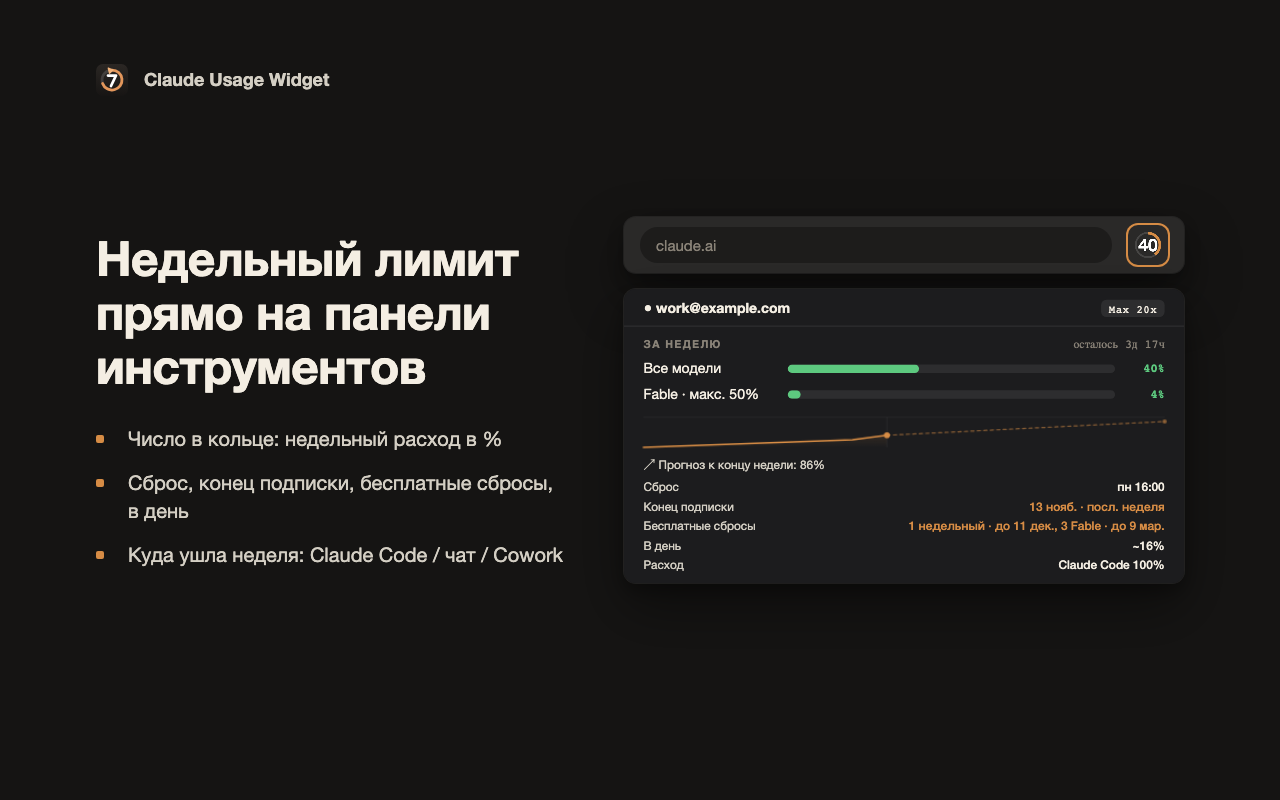 7
Claude Usage Widget
Недельный лимит
прямо на панели
инструментов
Число в кольце: недельный расход в %
Сброс, конец подписки, бесплатные сбросы,
в день
Куда ушла неделя: Claude Code / чат / Cowork
claude.ai
40
work@example.com
Max 20x
ЗА НЕДЕЛЮ
осталось 3д 17ч
Все модели
40%
Fable · макс. 50%
4%
↗ Прогноз к концу недели: 86%
Сброс
пн 16:00
Конец подписки
13 нояб. · посл. неделя
Бесплатные сбросы
1 недельный · до 11 дек., 3 Fable · до 9 мар.
В день
~16%
Расход
Claude Code 100%